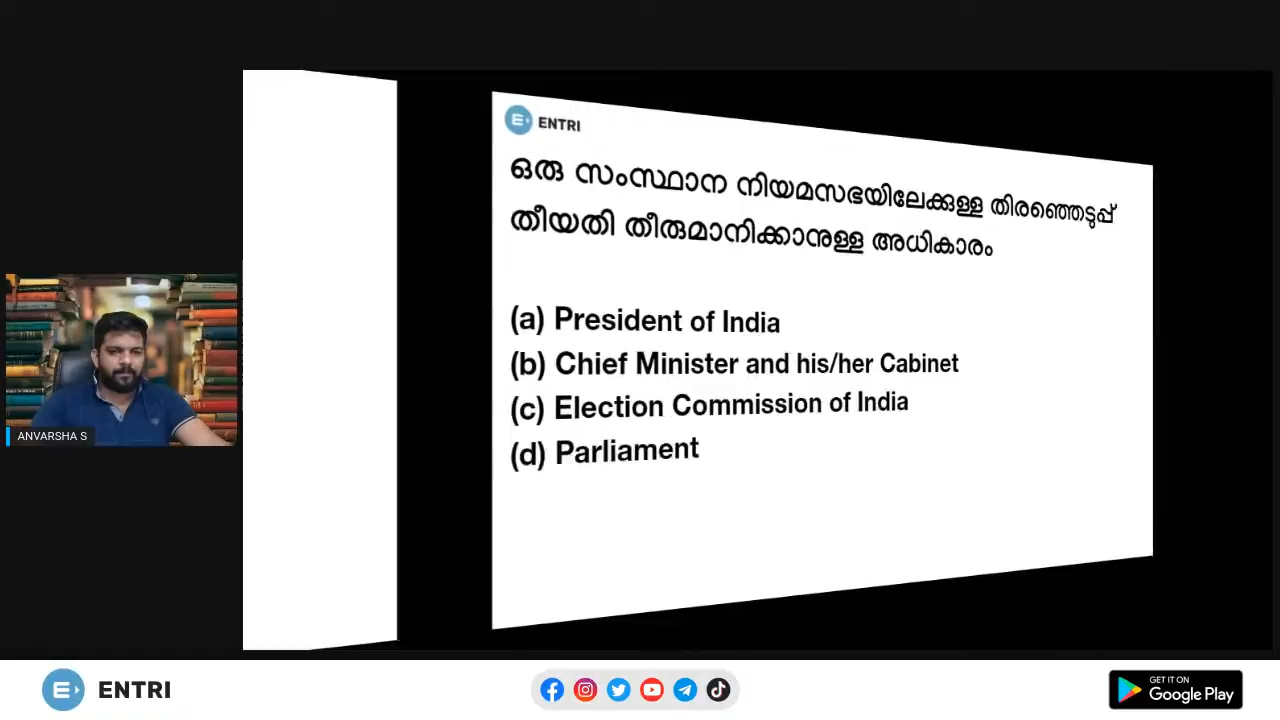 ENTRI
ഒരു സംസ്ഥാന നിയമസഭയിലേക്കുള്ള തിരഞ്ഞെടുപ്പ്
തീയതി തീരുമാനിക്കാനുള്ള അധികാരം
(a) President of India
(b) Chief Minister and his/her Cabinet
(c) Election Commission of India
(d) Parliament
ANVARSHA S
ENTRI
GET IT ON
Google Play